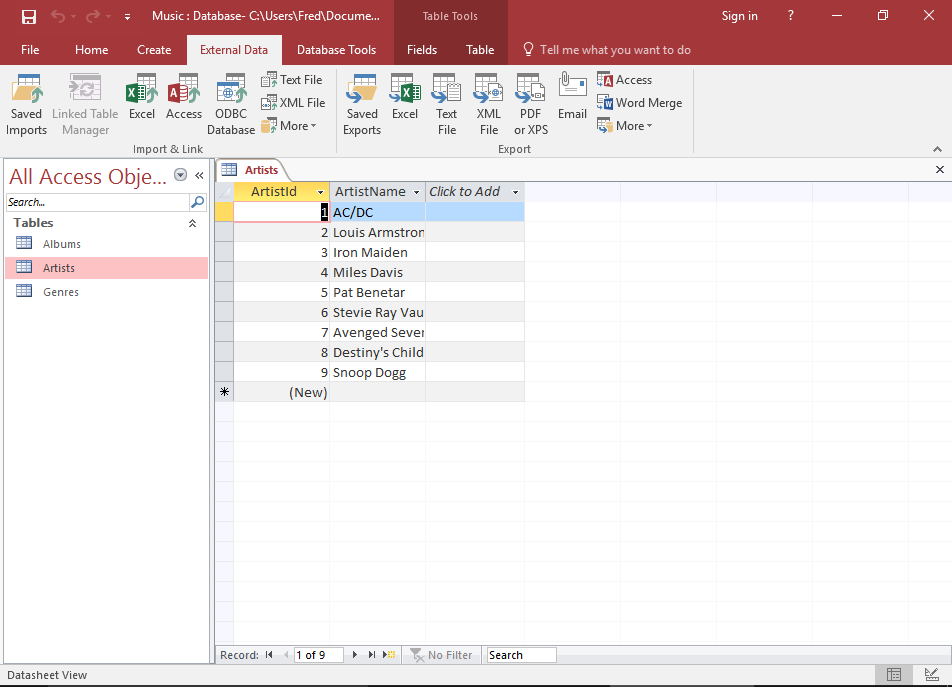 Music : Database- C:\Users\Fred\Docume...
Table Tools
Sign in
?
File
Home
Create
External Data
Database Tools
Fields
Table
Tell me what you want to do
Saved Imports
Linked Table Manager
Excel
Access
ODBC Database
Text File
XML File
More
Import & Link
Saved Exports
Excel
Text File
XML File
PDF or XPS
Email
Access
Word Merge
More
Export
All Access Obje...
«
Search...
Tables
Albums
Artists
Genres
Artists
ArtistId ArtistName Click to Add
1 AC/DC
2 Louis Armstron
3 Iron Maiden
4 Miles Davis
5 Pat Benetar
6 Stevie Ray Vau
7 Avenged Seven
8 Destiny's Child
9 Snoop Dogg
(New)
Record: 1 of 9 No Filter Search
Datasheet View